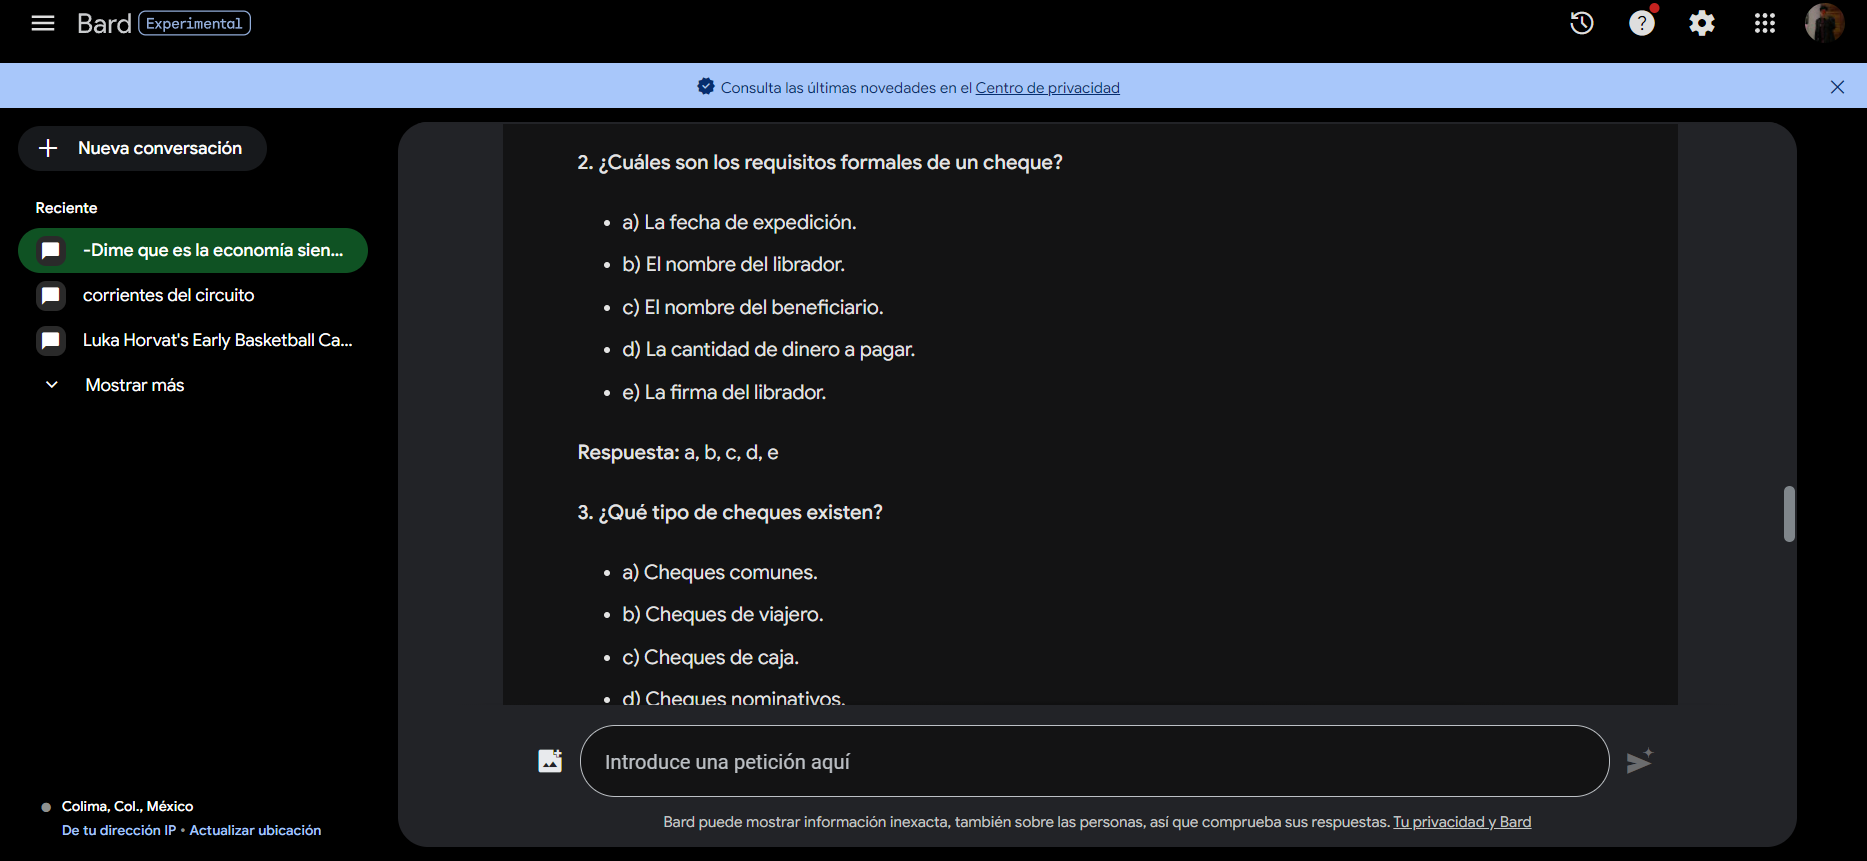 Bard Experimental
Consulta las últimas novedades en el Centro de privacidad
Nueva conversación
Reciente
-Dime que es la economía sien...
corrientes del circuito
Luka Horvat's Early Basketball Ca...
Mostrar más
Colima, Col., México
De tu dirección IP • Actualizar ubicación
2. ¿Cuáles son los requisitos formales de un cheque?
• a) La fecha de expedición.
• b) El nombre del librador.
• c) El nombre del beneficiario.
• d) La cantidad de dinero a pagar.
• e) La firma del librador.
Respuesta: a, b, c, d, e
3. ¿Qué tipo de cheques existen?
• a) Cheques comunes.
• b) Cheques de viajero.
• c) Cheques de caja.
• d) Cheques nominativos.
Introduce una petición aquí
Bard puede mostrar información inexacta, también sobre las personas, así que comprueba sus respuestas. Tu privacidad y Bard